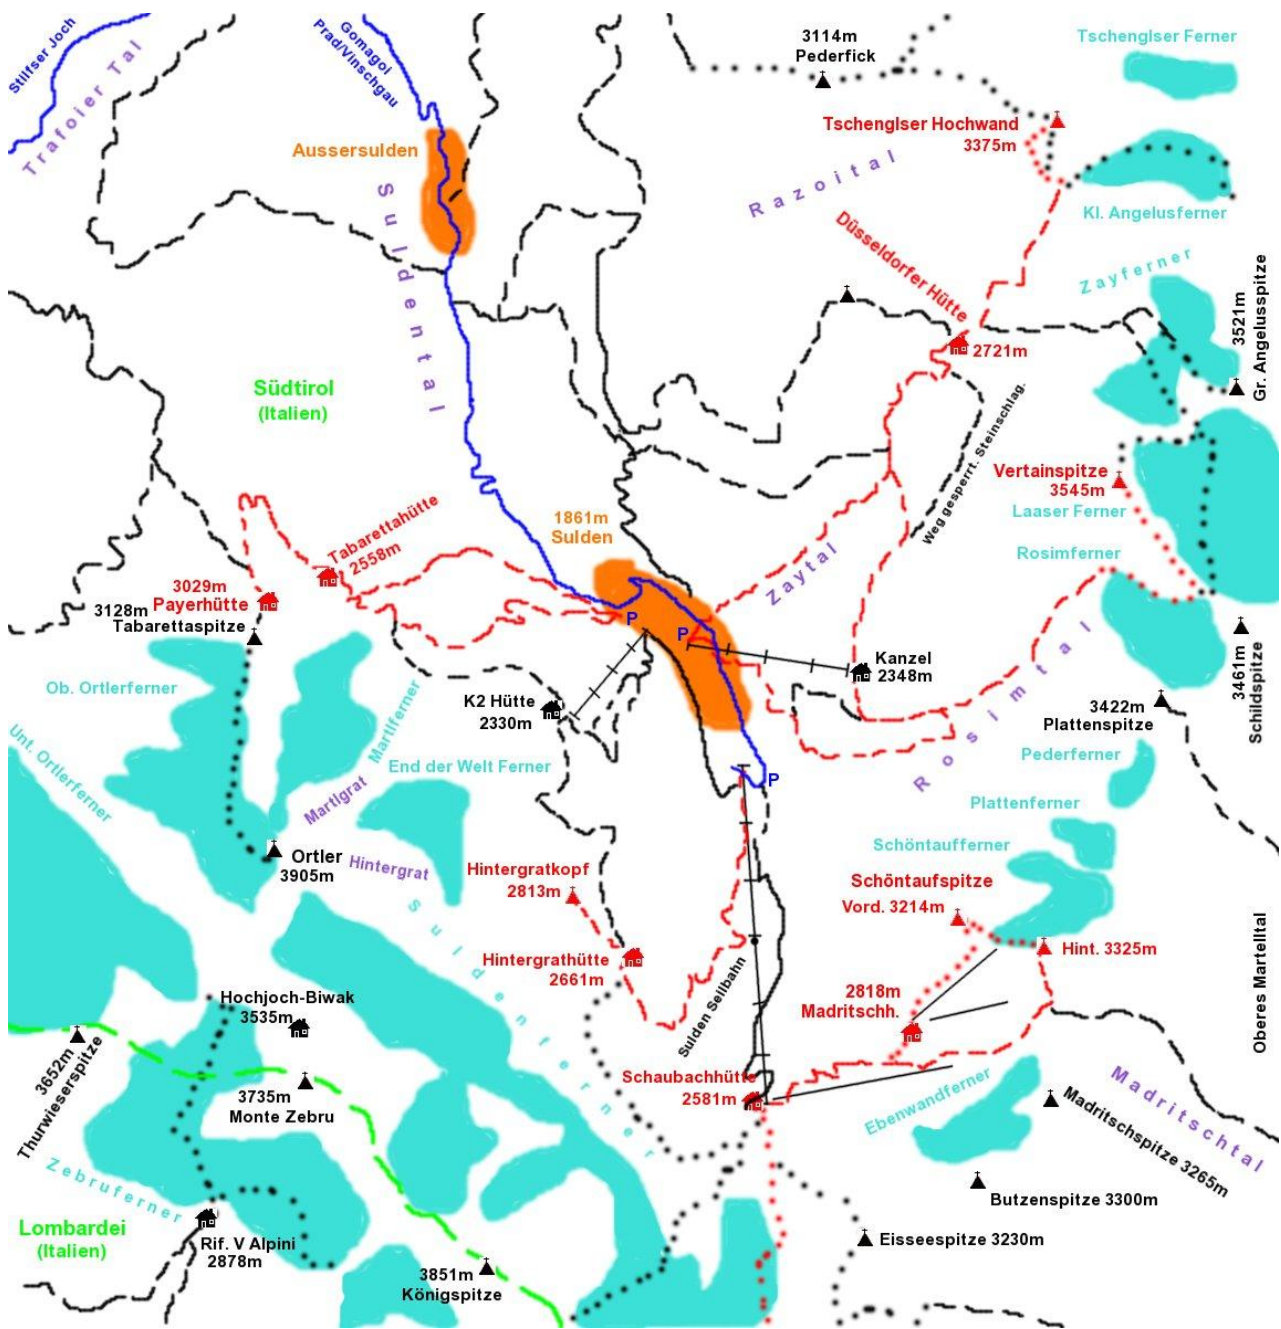 Stilfser Joch
Trafoier Tal
Gomagoi
Prad/Vinschgau
3114m
Pederfick
Tschenglser Ferner
Tschenglser Hochwand
3375m
Aussersulden
Razoital
Kl. Angelusferner
Suldental
Düsseldorfer Hütte
2721m
Zayferner
3521m
Gr. Angelusspitze
Südtirol
(Italien)
Weg gesperrt. Steinschlag.
Vertainspitze
3545m
Laaser Ferner
Rosimferner
1861m
Sulden
Tabarettahütte
2558m
Zaytal
3029m
Payerhütte
3128m
Tabarettaspitze
P
P
Kanzel
2348m
Rosimtal
3461m
Schildspitze
Ob. Ortlerferner
Martlferner
K2 Hütte
2330m
3422m
Plattenspitze
Unt. Ortlerferner
End der Welt Ferner
P
Pederferner
Martlgrat
Plattenferner
Ortler
3905m
Hintergrat
Schöntaufferner
Hintergratkopf
2813m
Schöntaufspitze
Vord. 3214m
Hint. 3325m
Suldenferner
Hintergrathütte
2661m
Sulden Seilbahn
2818m
Madritschh.
Oberes Martelltal
Hochjoch-Biwak
3535m
3652m
Thurwieserspitze
3735m
Monte Zebru
Schaubachhütte
2581m
Ebenwandferner
Madritschspitze 3265m
Madritschtal
Zebruferner
Butzenspitze 3300m
Lombardei
(Italien)
Rif. V Alpini
2878m
Eisseespitze 3230m
3851m
Königspitze